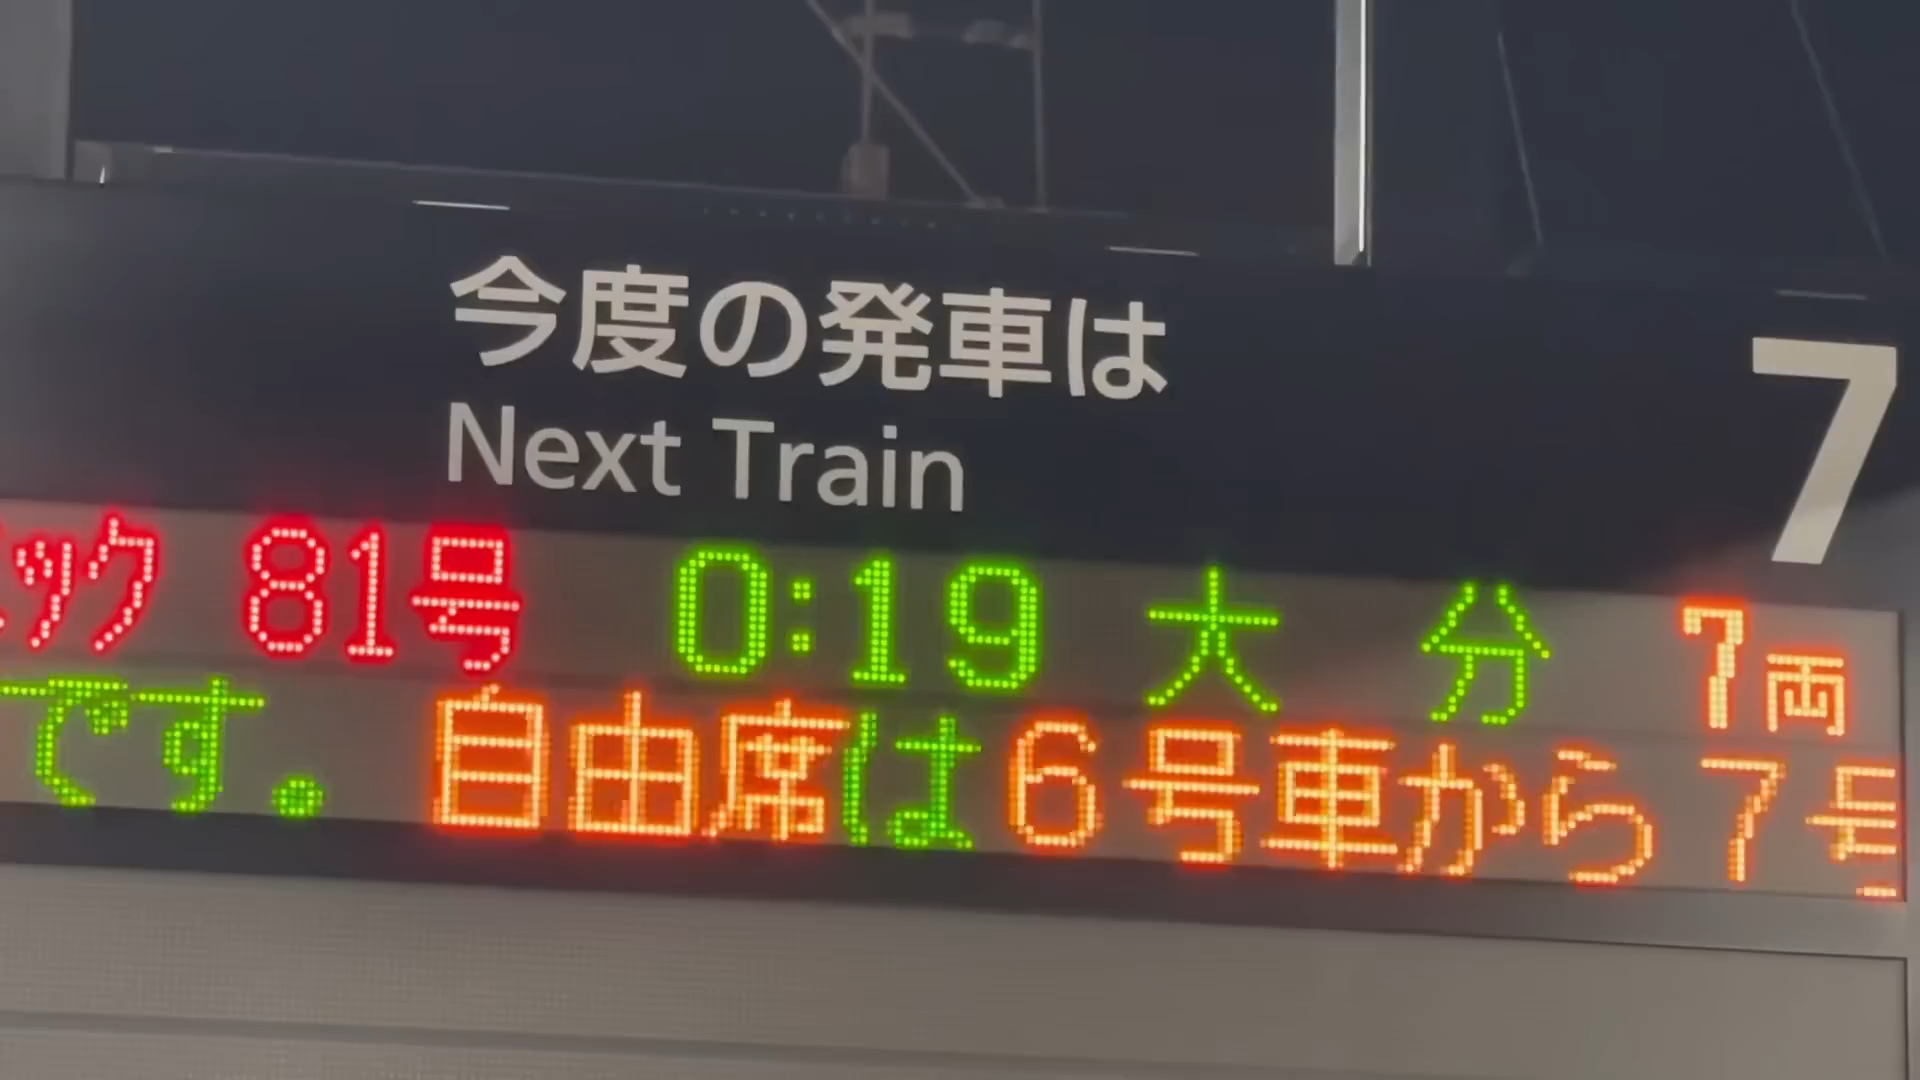 今度の発車は
Next Train
7
ック 81号 0:19 大分 7両
です。自由席は6号車から7号